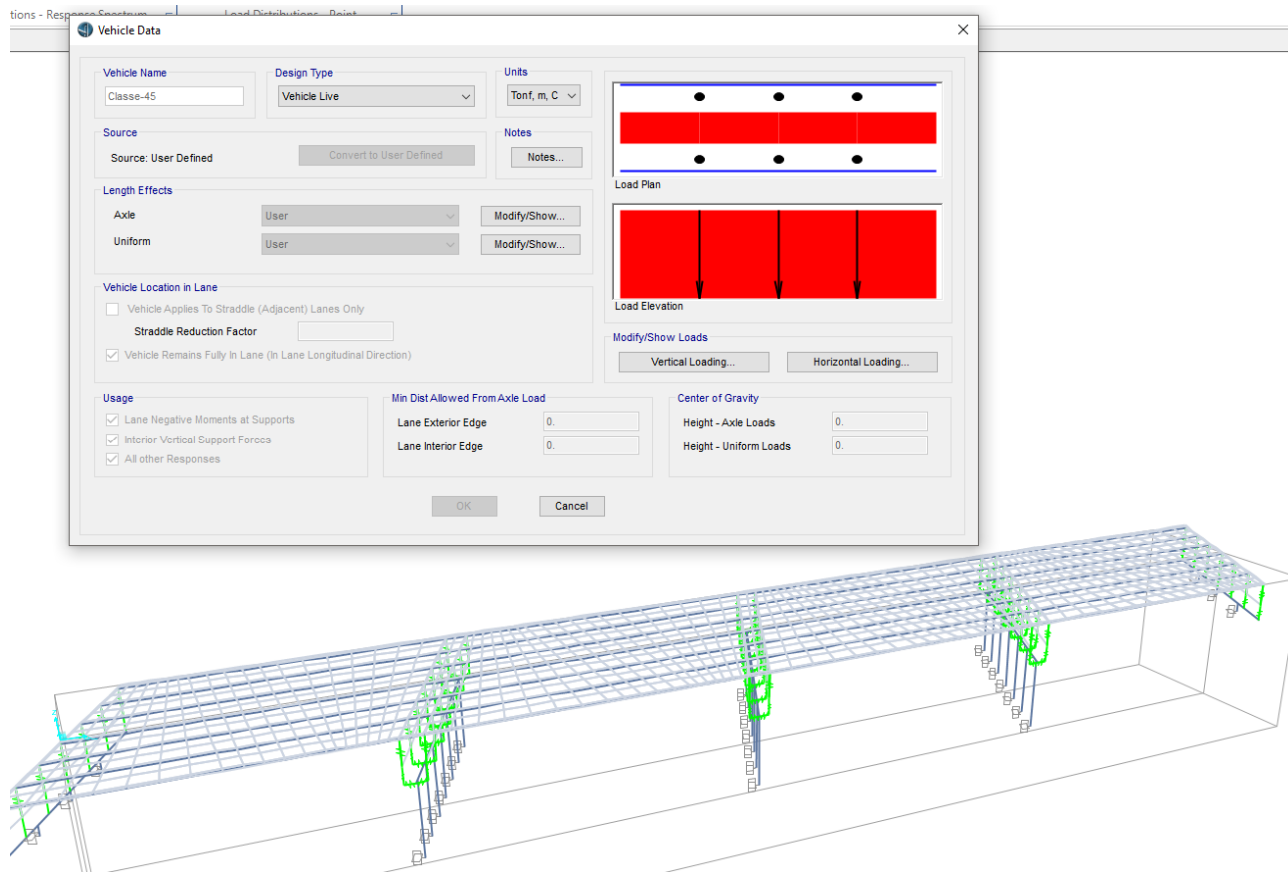 tions - Response Spectrum
Load Distributions - Point
Vehicle Data
Vehicle Name
Classe-45
Design Type
Vehicle Live
Units
Tonf, m, C
Source
Source: User Defined
Convert to User Defined
Notes
Notes...
Load Plan
Length Effects
Axle
User
Modify/Show...
Uniform
User
Modify/Show...
Load Elevation
Vehicle Location in Lane
Vehicle Applies To Straddle (Adjacent) Lanes Only
Straddle Reduction Factor
Vehicle Remains Fully In Lane (In Lane Longitudinal Direction)
Modify/Show Loads
Vertical Loading...
Horizontal Loading...
Usage
Lane Negative Moments at Supports
Interior Vertical Support Forces
All other Responses
Min Dist Allowed From Axle Load
Lane Exterior Edge
0.
Lane Interior Edge
0.
Center of Gravity
Height - Axle Loads
0.
Height - Uniform Loads
0.
OK
Cancel